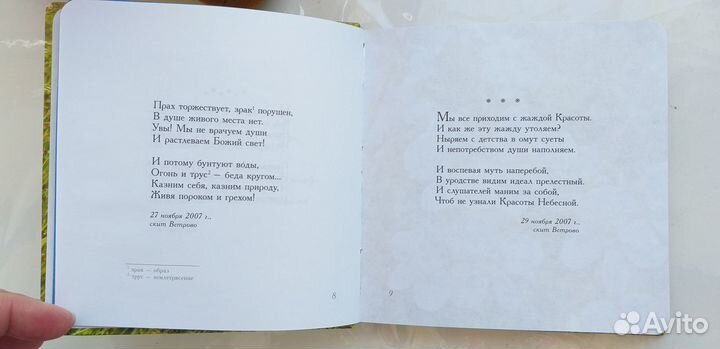 Прах торжествует, зрак¹ порушен,
В душе живого места нет.
Увы! Мы не врачуем души
И растлеваем Божий свет!
И потому бунтуют во́ды,
Огонь и трус² — беда кругом...
Казним себя, казним природу,
Живя пороком и грехом!
27 ноября 2007 г.,
скит Ветрово
¹ зрак — образ
² трус — землетрясение
8
* * *
Мы все приходим с жаждой Красоты.
И как же эту жажду утоляем?
Ныряем с детства в омут суеты
И непотребством души наполняем.
И воспевая муть наперебой,
В уродстве видим идеал прелестный.
И слушателей маним за собой,
Чтоб не узнали Красоты Небесной.
29 ноября 2007 г.,
скит Ветрово
9
Avito